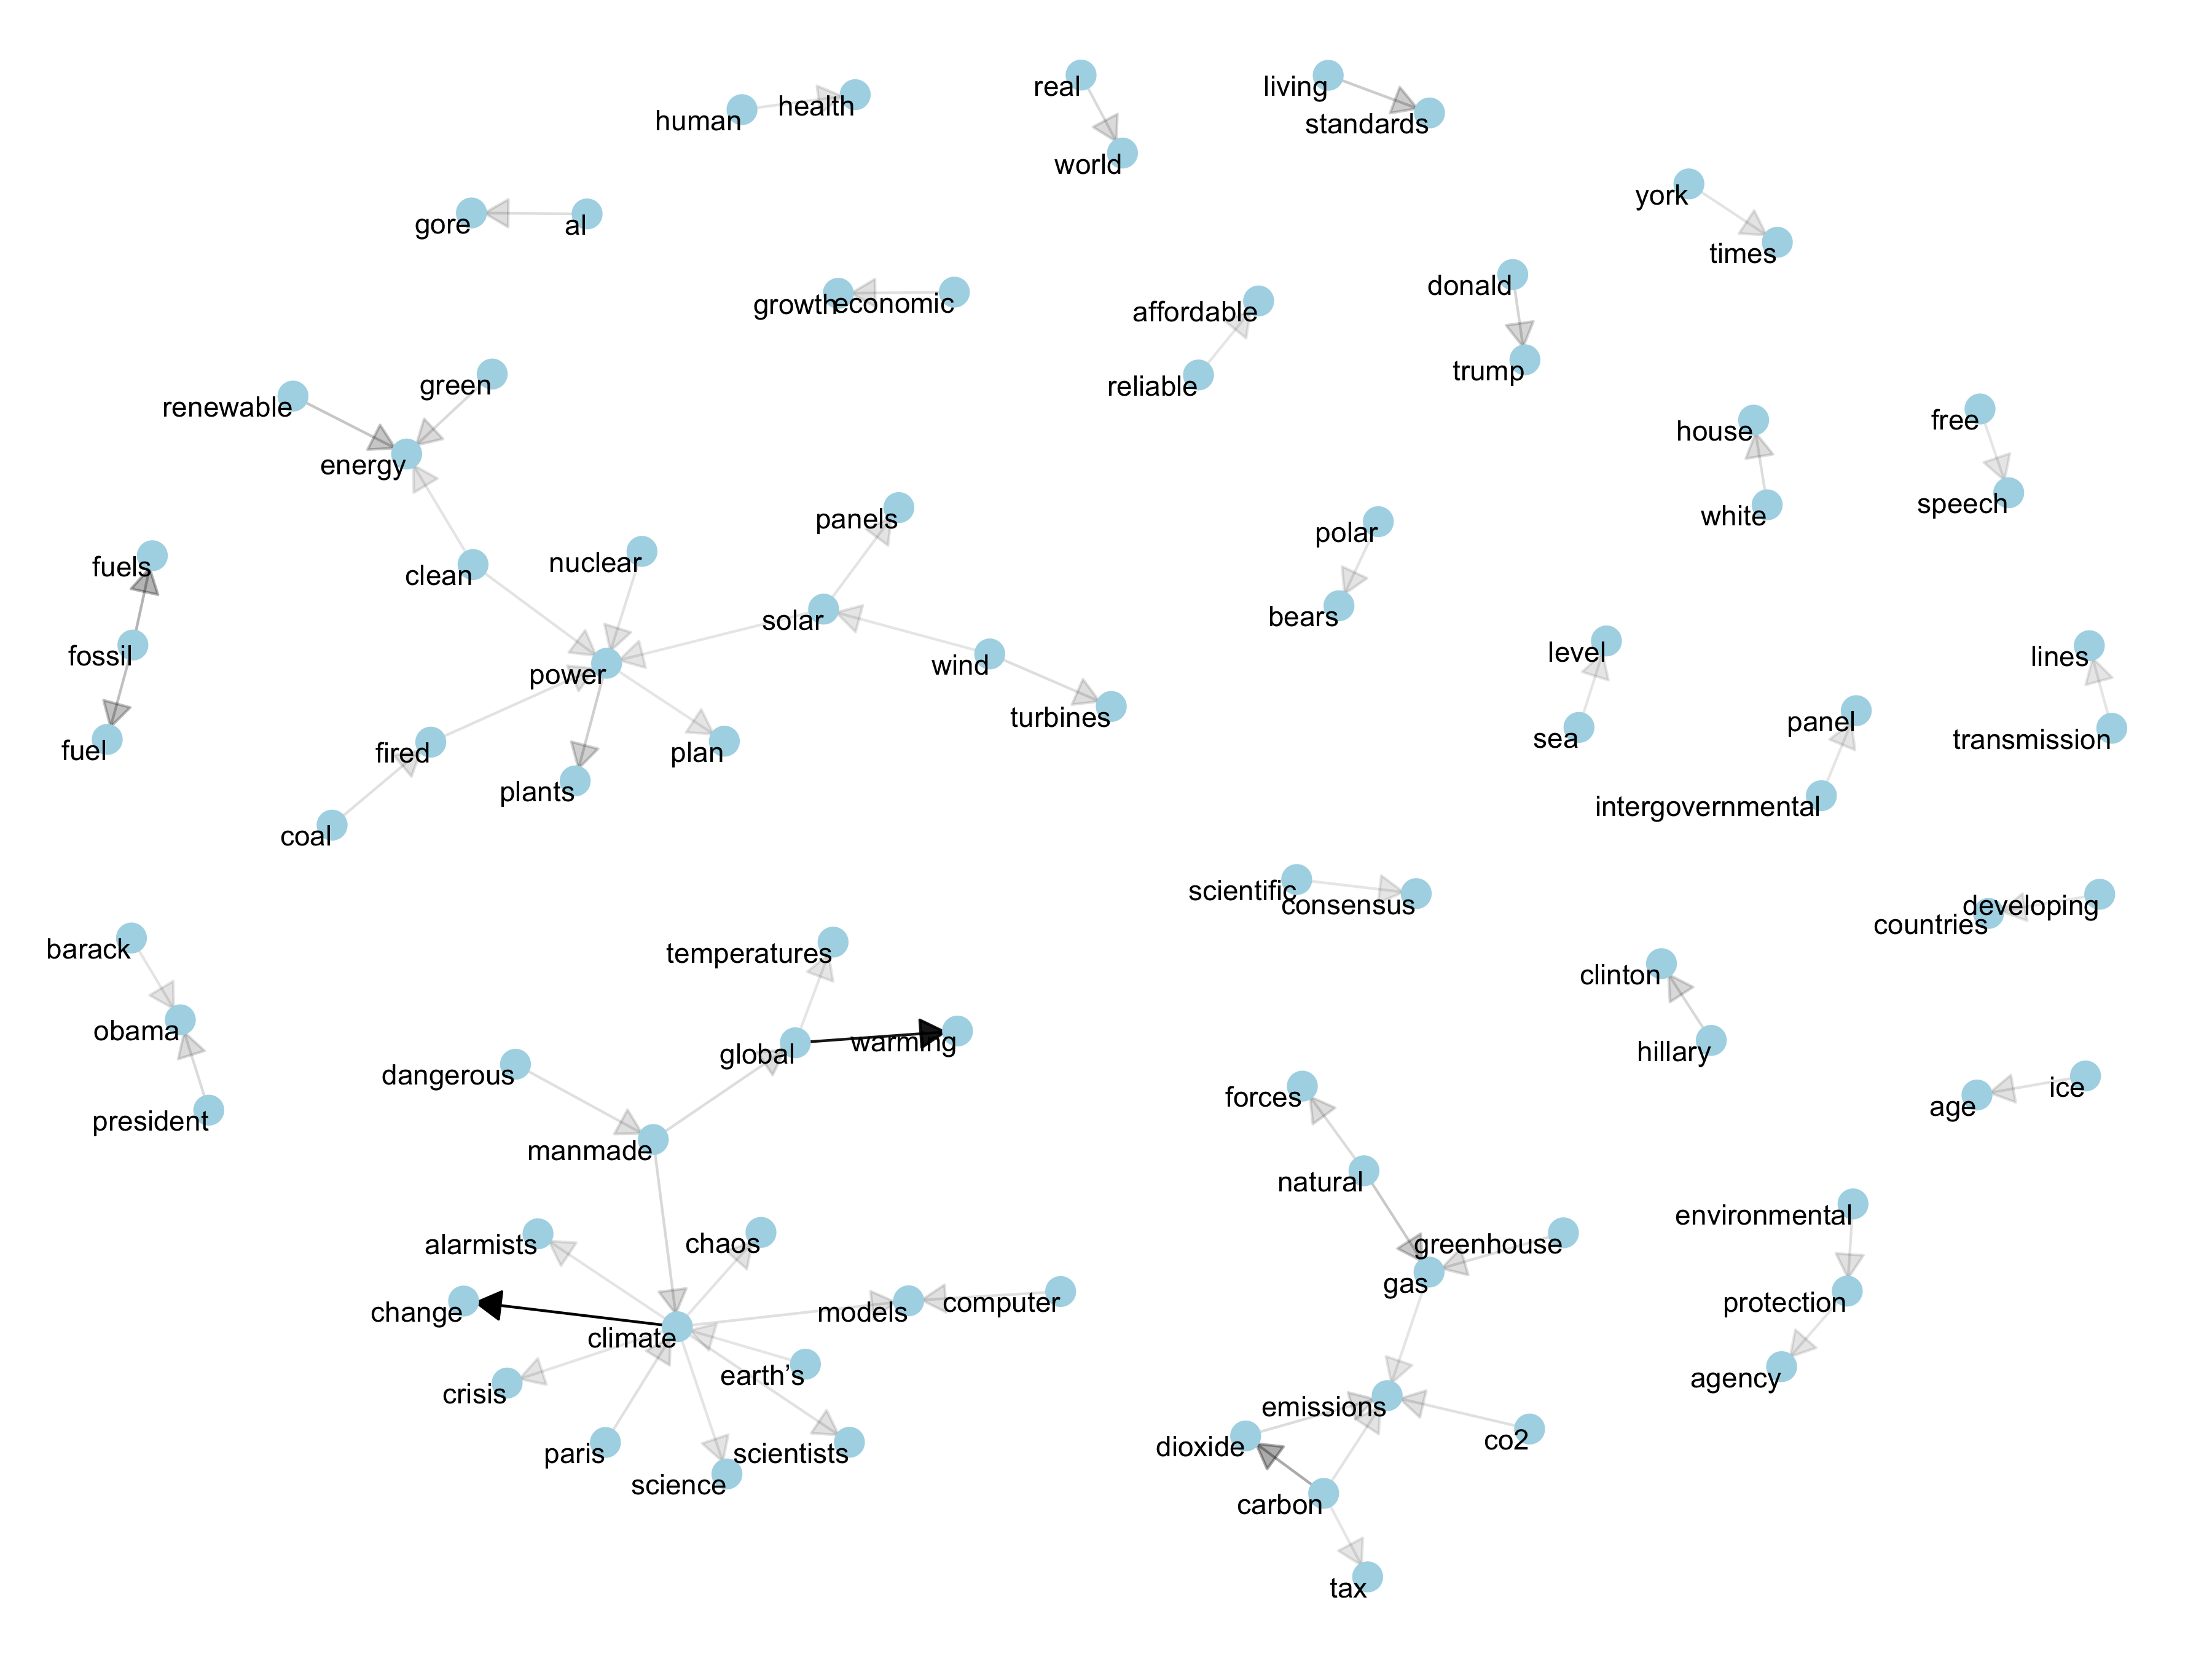 real
living
health
human
standards
world
york
gore
al
times
donald
growth
economic
affordable
trump
green
reliable
renewable
free
house
energy
speech
white
panels
polar
nuclear
fuels
clean
bears
solar
level
fossil
lines
wind
power
turbines
panel
sea
transmission
fuel
fired
plan
plants
intergovernmental
coal
scientific
consensus
developing
countries
barack
temperatures
clinton
obama
warming
global
hillary
dangerous
ice
forces
age
president
manmade
natural
environmental
alarmists
chaos
greenhouse
gas
change
models
computer
protection
climate
earth’s
agency
crisis
emissions
co2
dioxide
paris
scientists
science
carbon
tax